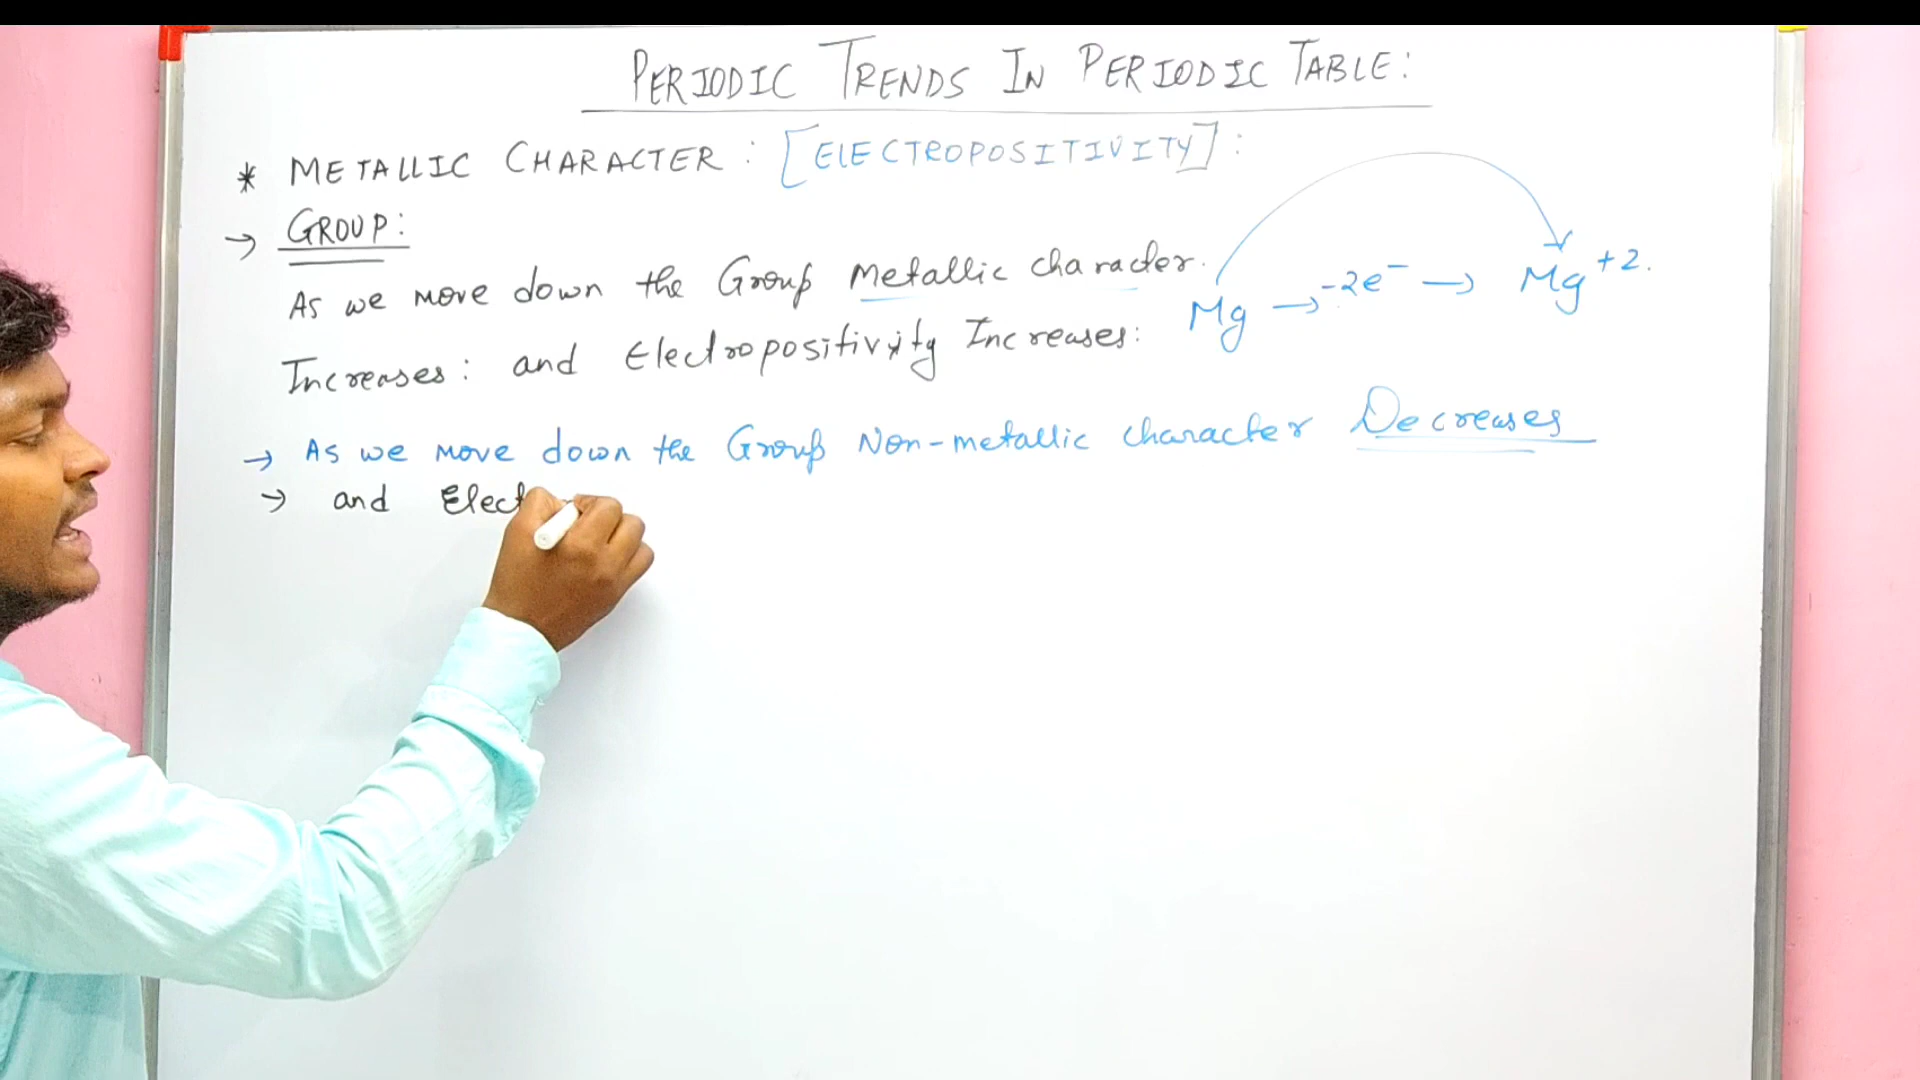 PERIODIC TRENDS IN PERIODIC TABLE:
* METALLIC CHARACTER: [ElECTROPOSITIVITY]:
→ GROUP:
As we move down the Group Metallic character.
Increases: and Electropositivity Increases:
Mg → -2e⁻ → Mg⁺².
→ As we move down the Group Non-metallic character Decreases
→ and Elect